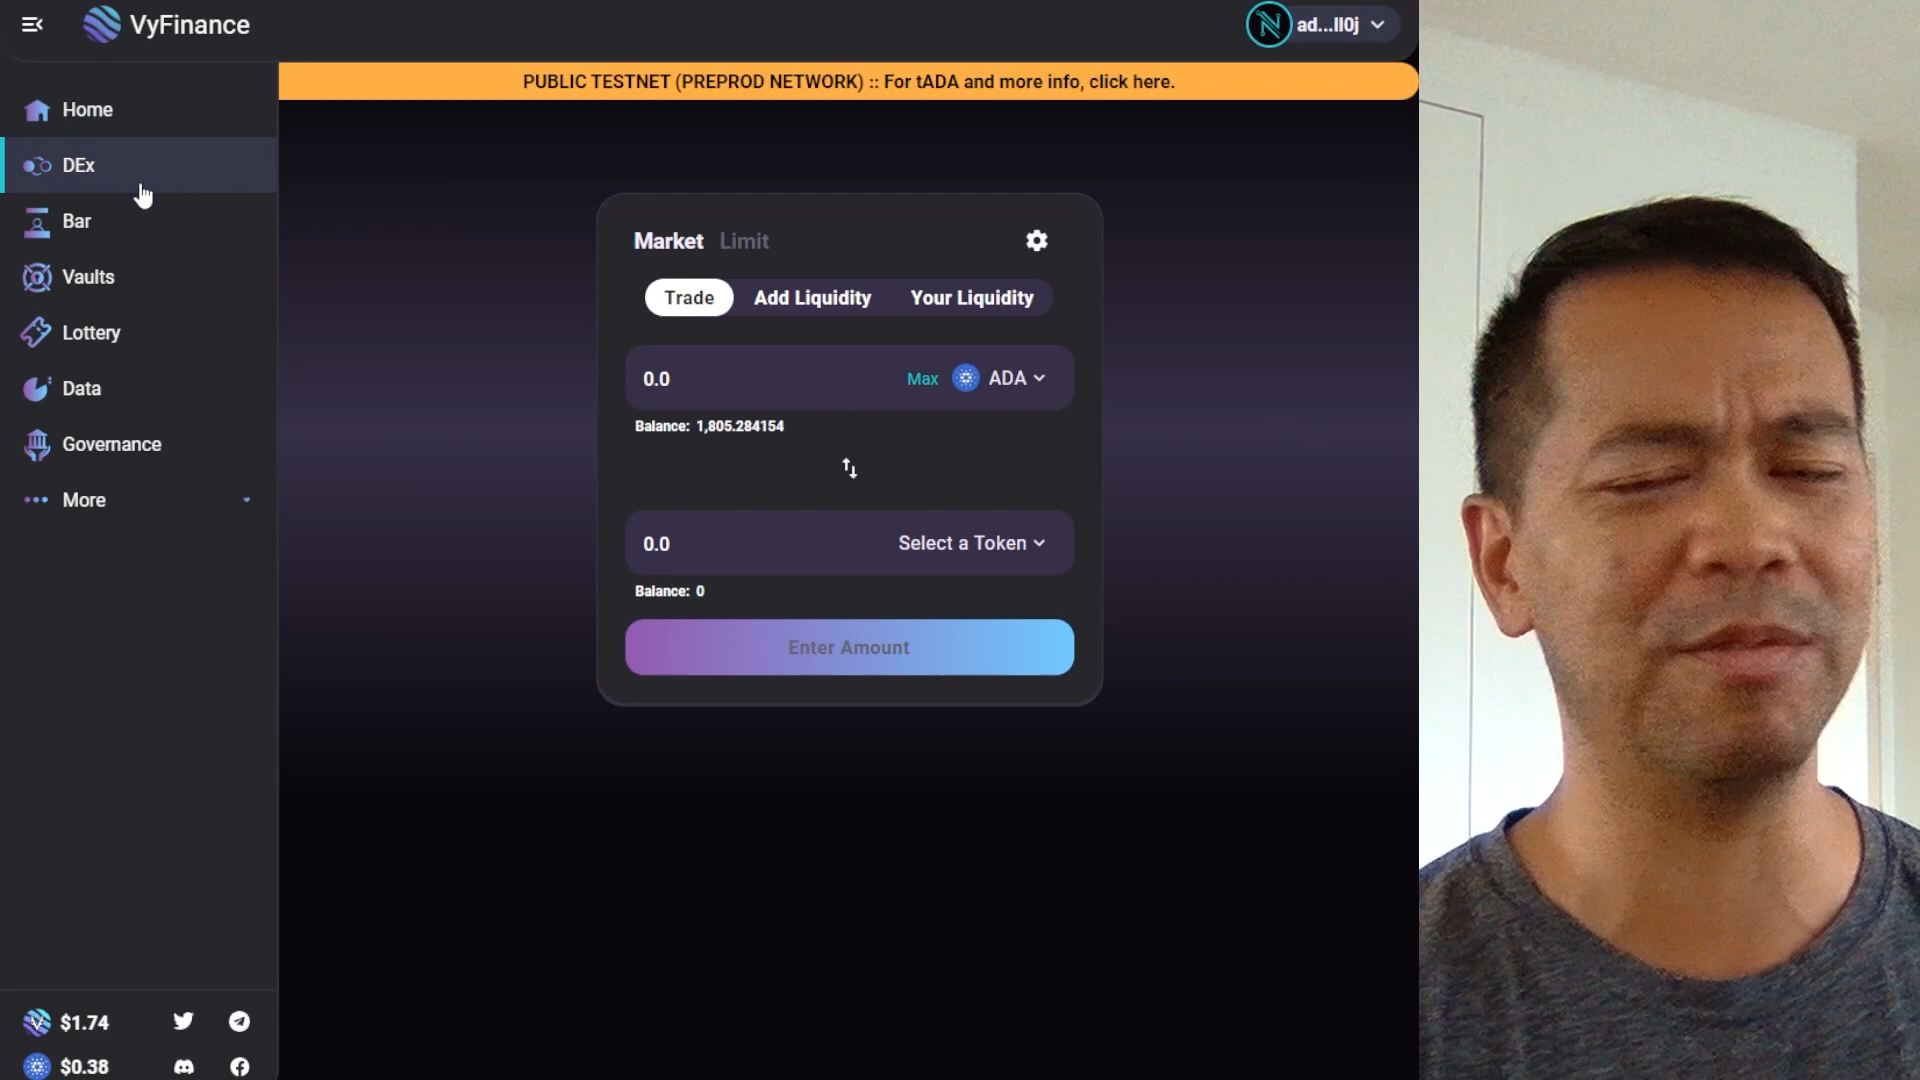 VyFinance
ad...ll0j
PUBLIC TESTNET (PREPROD NETWORK) :: For tADA and more info, click here.
Home
DEx
Bar
Vaults
Lottery
Data
Governance
More
Market Limit
Trade Add Liquidity Your Liquidity
0.0 Max ADA
Balance: 1,805.284154
0.0 Select a Token
Balance: 0
Enter Amount
$1.74
$0.38